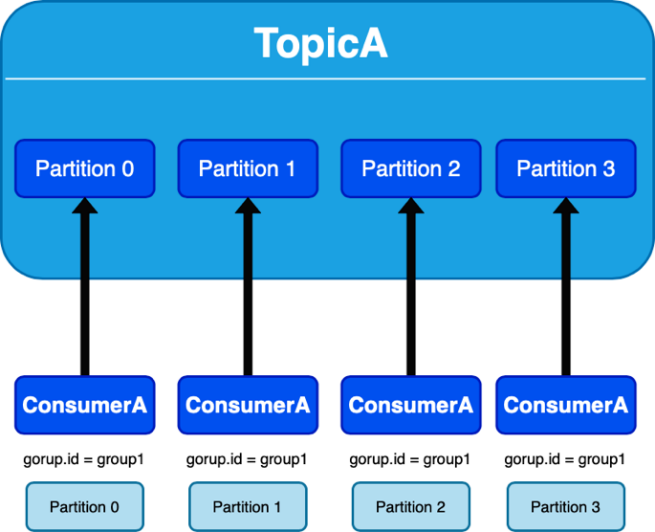 TopicA
Partition 0
Partition 1
Partition 2
Partition 3
ConsumerA
ConsumerA
ConsumerA
ConsumerA
gorup.id = group1
gorup.id = group1
gorup.id = group1
gorup.id = group1
Partition 0
Partition 1
Partition 2
Partition 3